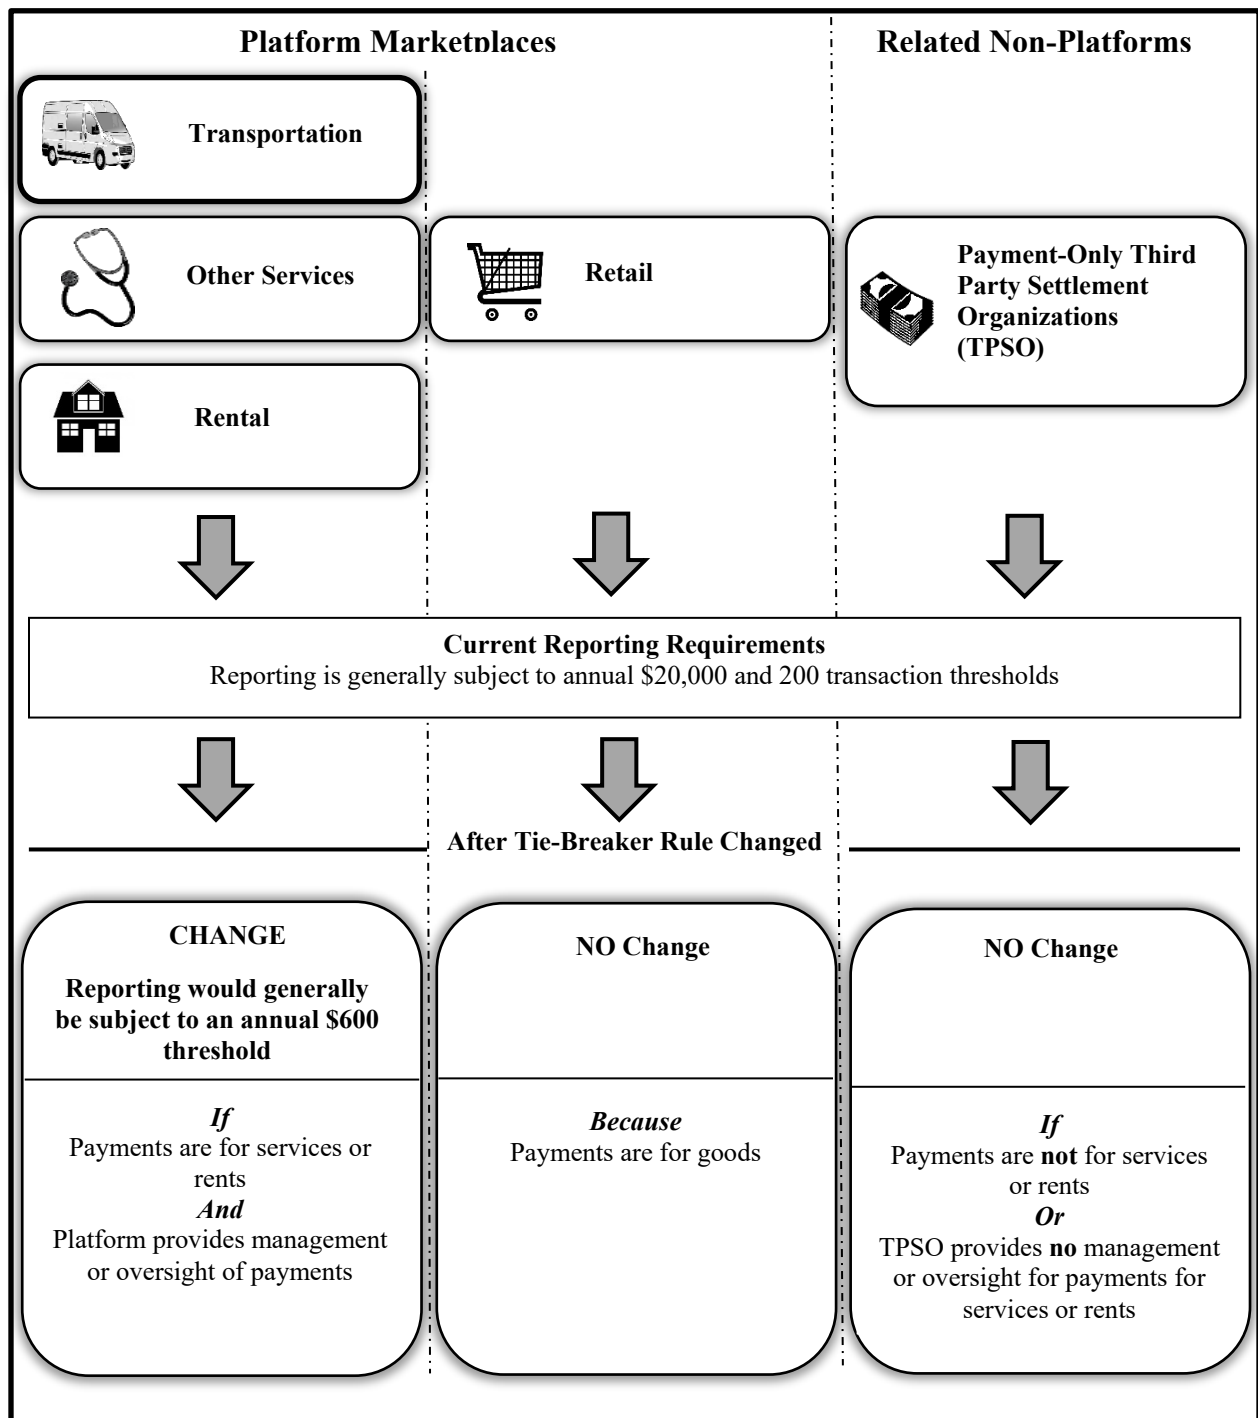 Platform Marketplaces
Related Non-Platforms
Transportation
Other Services
Retail
Payment-Only Third
Party Settlement
Organizations
(TPSO)
Rental
Current Reporting Requirements
Reporting is generally subject to annual $20,000 and 200 transaction thresholds
After Tie-Breaker Rule Changed
CHANGE
Reporting would generally
be subject to an annual $600
threshold
If
Payments are for services or
rents
And
Platform provides management
or oversight of payments
NO Change
Because
Payments are for goods
NO Change
If
Payments are not for services
or rents
Or
TPSO provides no management
or oversight for payments for
services or rents